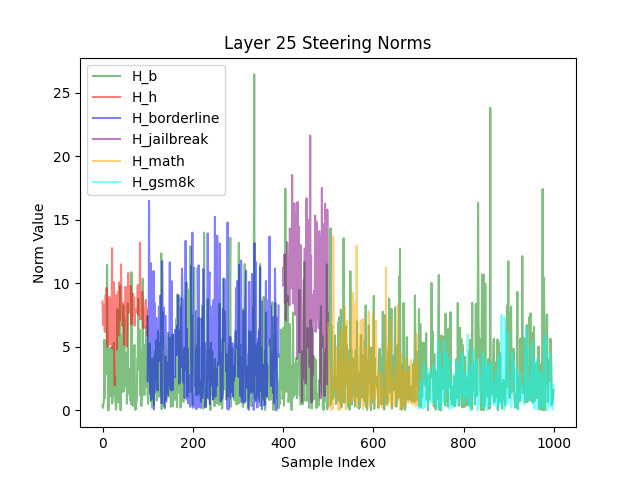 Layer 25 Steering Norms
H_b
H_h
H_borderline
H_jailbreak
H_math
H_gsm8k
Norm Value
25
20
15
10
5
0
0 200 400 600 800 1000
Sample Index